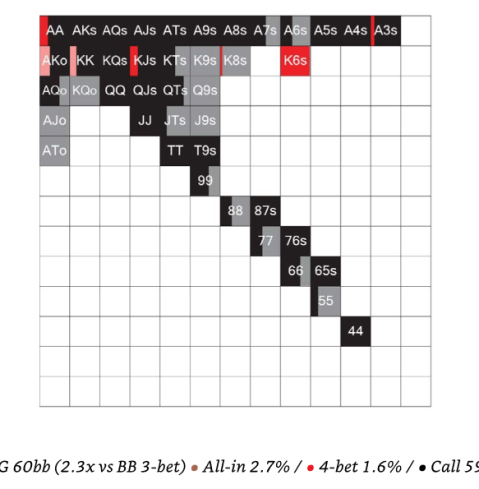 AA AKs AQs AJs ATs A9s A8s A7s A6s A5s A4s A3s
AKo KK KQs KJs KTs K9s K8s K6s
AQo KQo QQ QJs QTs Q9s
AJo JJ JTs J9s
ATo TT T9s
99
88 87s
77 76s
66 65s
55
44
G 60bb (2.3x vs BB 3-bet) • All-in 2.7% / • 4-bet 1.6% / • Call 59